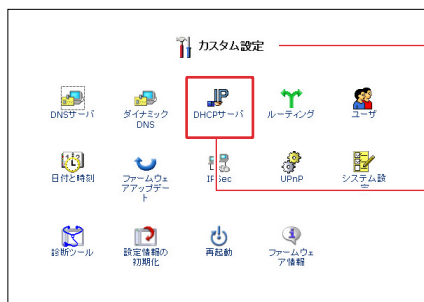 カスタム設定
DNSサーバ
ダイナミック
DNS
IP
DHCPサーバ
ルーティング
ユーザ
日付と時刻
ファームウェ
アアップデー
ト
IPSec
UPnP
システム設
定
診断ツール
設定情報の
初期化
再起動
ファームウェ
ア情報